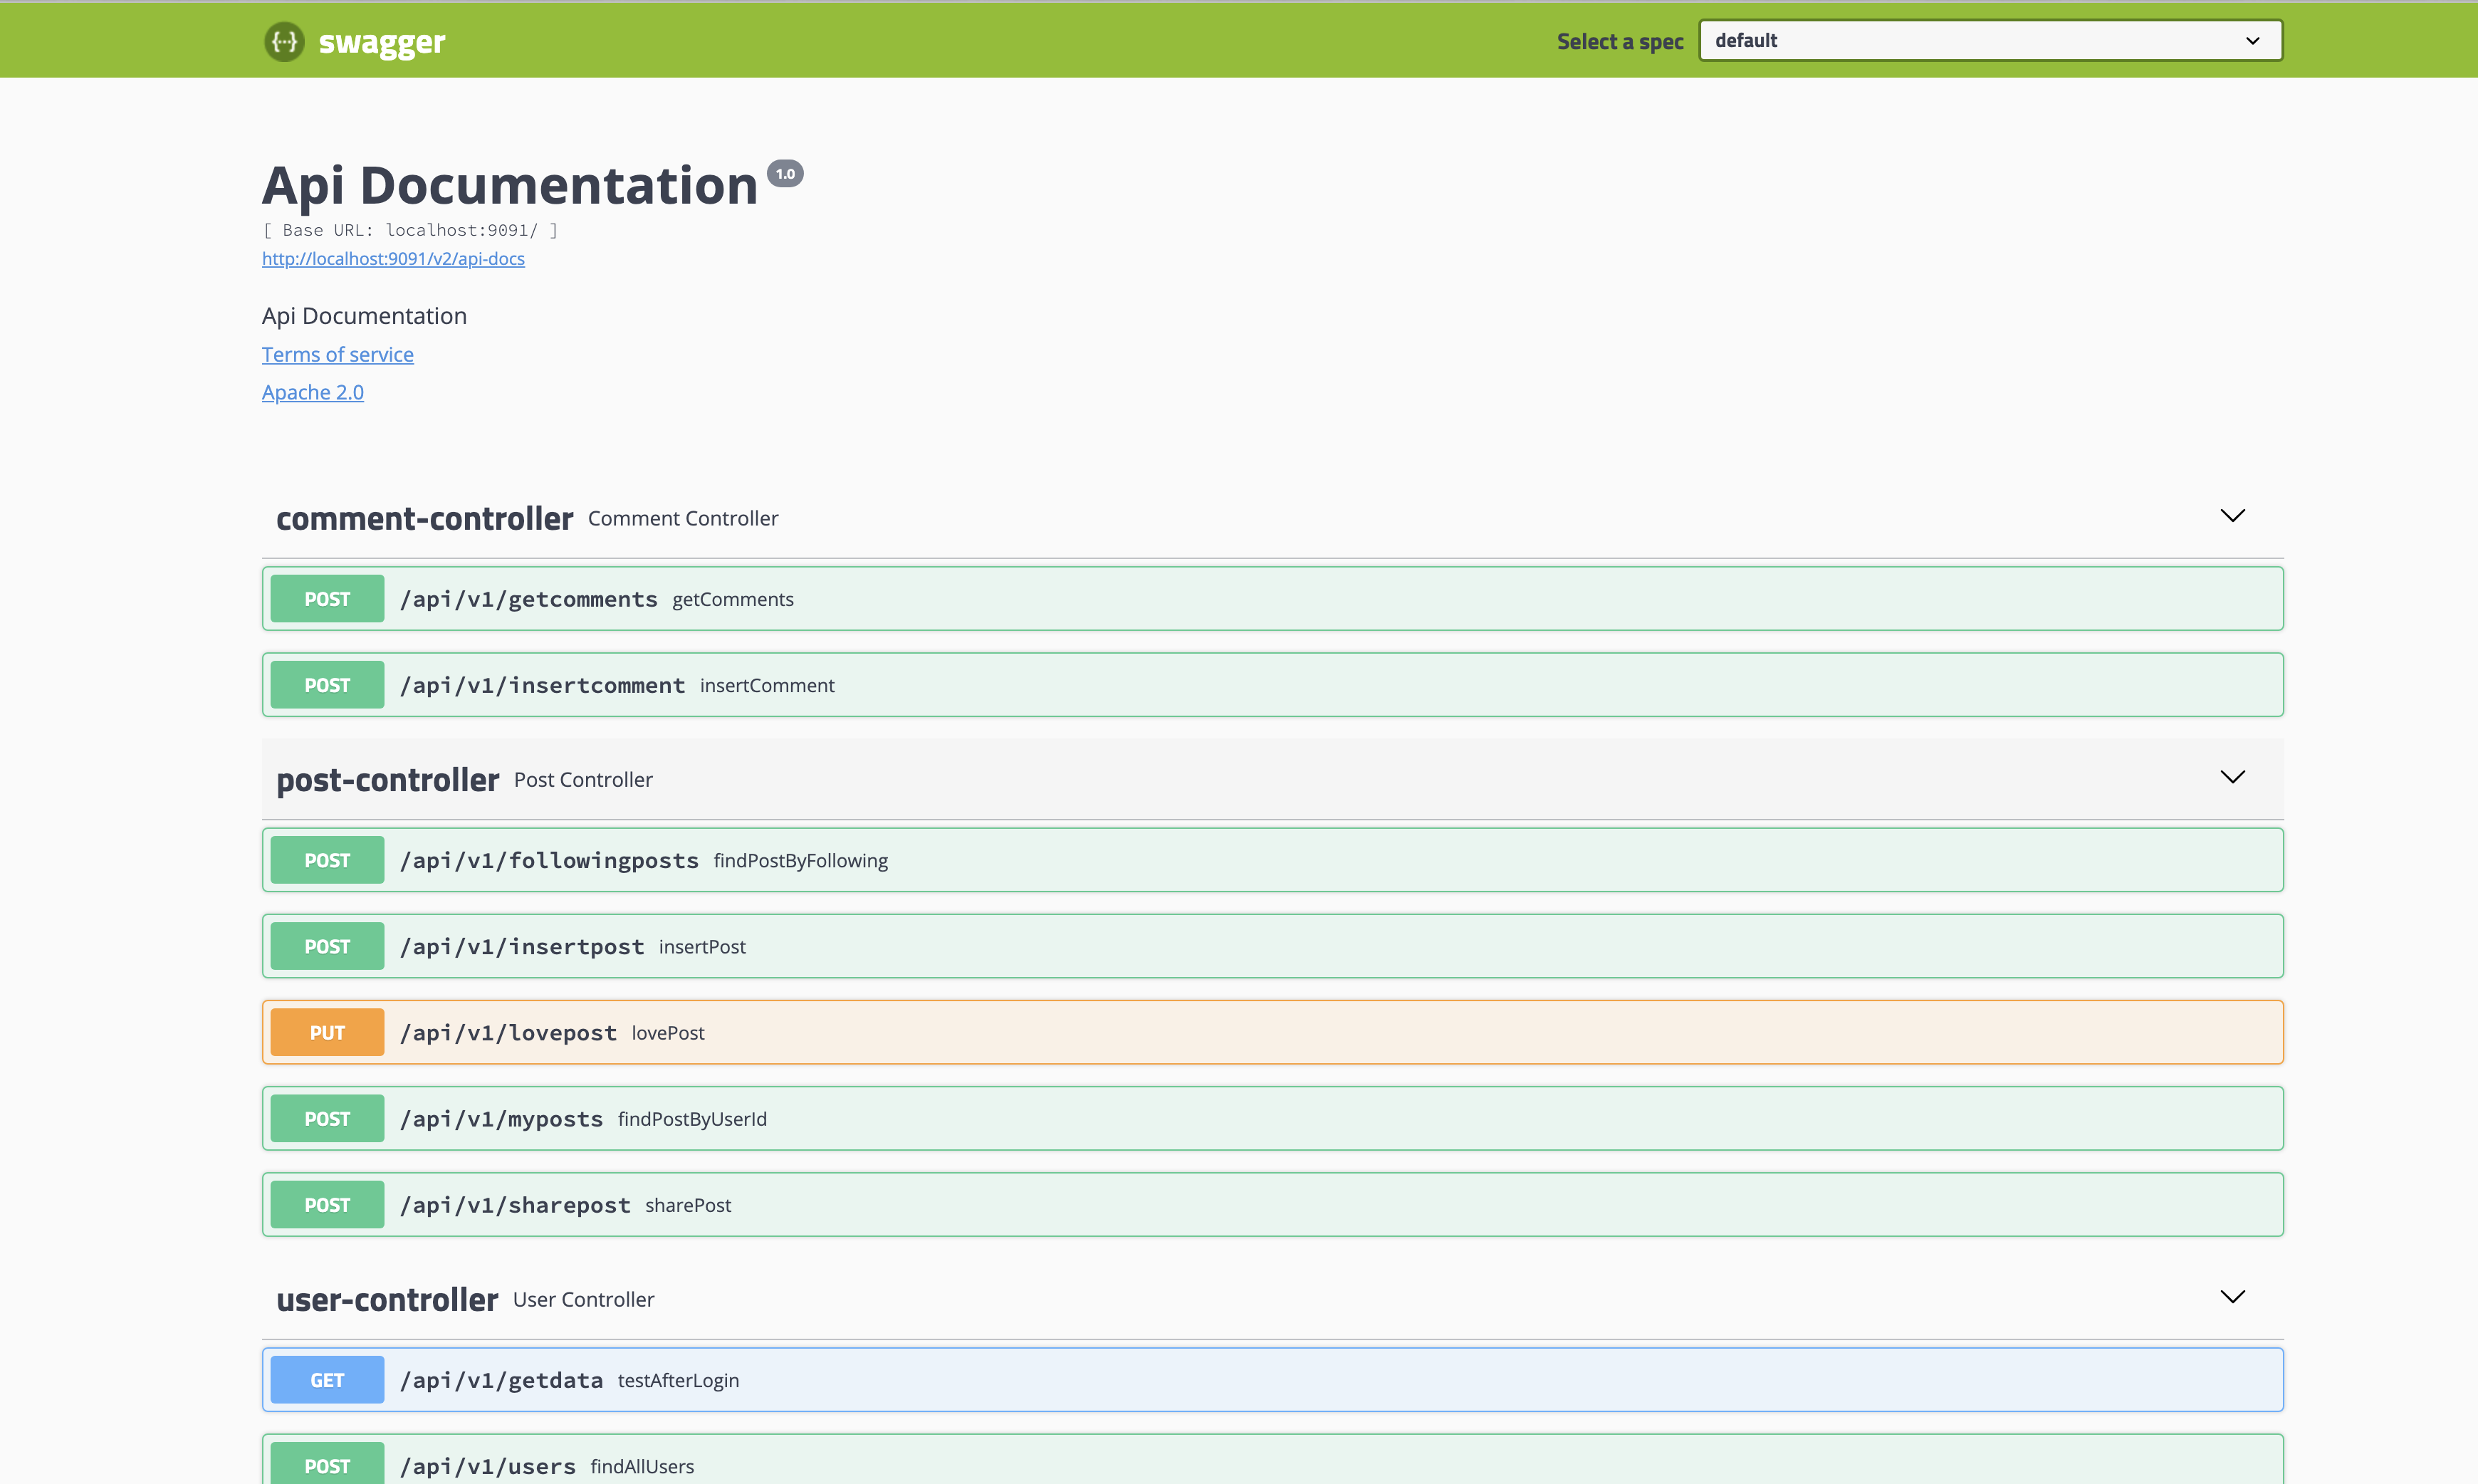 swagger Select a spec default
Api Documentation 1.0
[ Base URL: localhost:9091/ ]
http://localhost:9091/v2/api-docs
Api Documentation
Terms of service
Apache 2.0
comment-controller Comment Controller
POST /api/v1/getcomments getComments
POST /api/v1/insertcomment insertComment
post-controller Post Controller
POST /api/v1/followingposts findPostByFollowing
POST /api/v1/insertpost insertPost
PUT /api/v1/lovepost lovePost
POST /api/v1/myposts findPostByUserId
POST /api/v1/sharepost sharePost
user-controller User Controller
GET /api/v1/getdata testAfterLogin
POST /api/v1/users findAllUsers